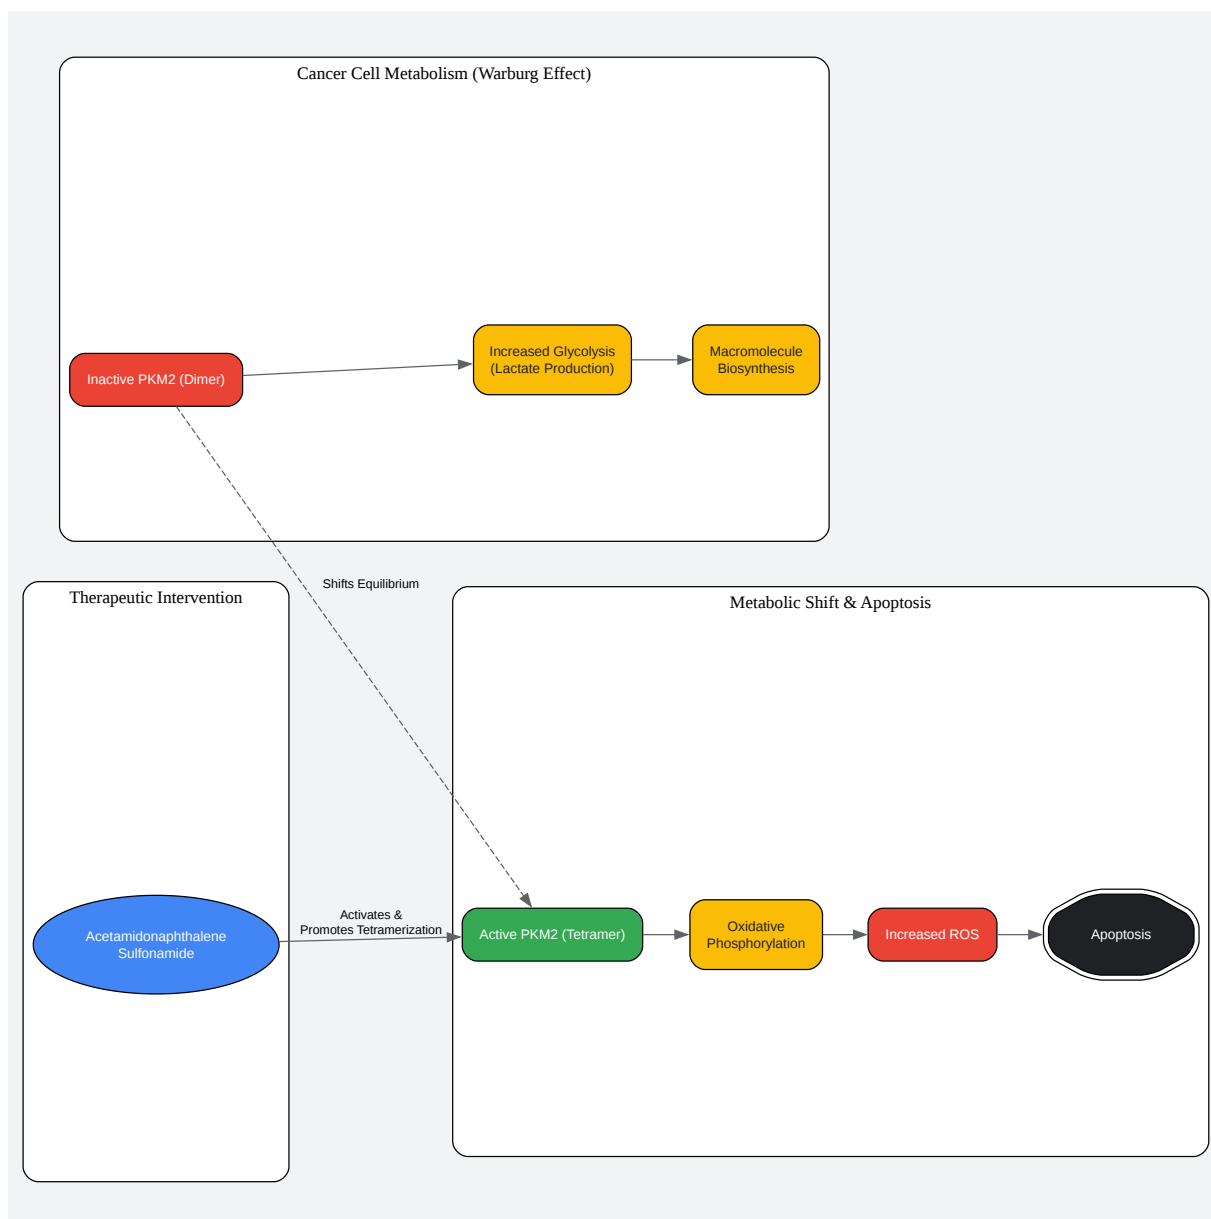 Cancer Cell Metabolism (Warburg Effect)
Inactive PKM2 (Dimer)
Increased Glycolysis
(Lactate Production)
Macromolecule
Biosynthesis
Shifts Equilibrium
Therapeutic Intervention
Acetamidonaphthalene
Sulfonamide
Activates &
Promotes Tetramerization
Metabolic Shift & Apoptosis
Active PKM2 (Tetramer)
Oxidative
Phosphorylation
Increased ROS
Apoptosis